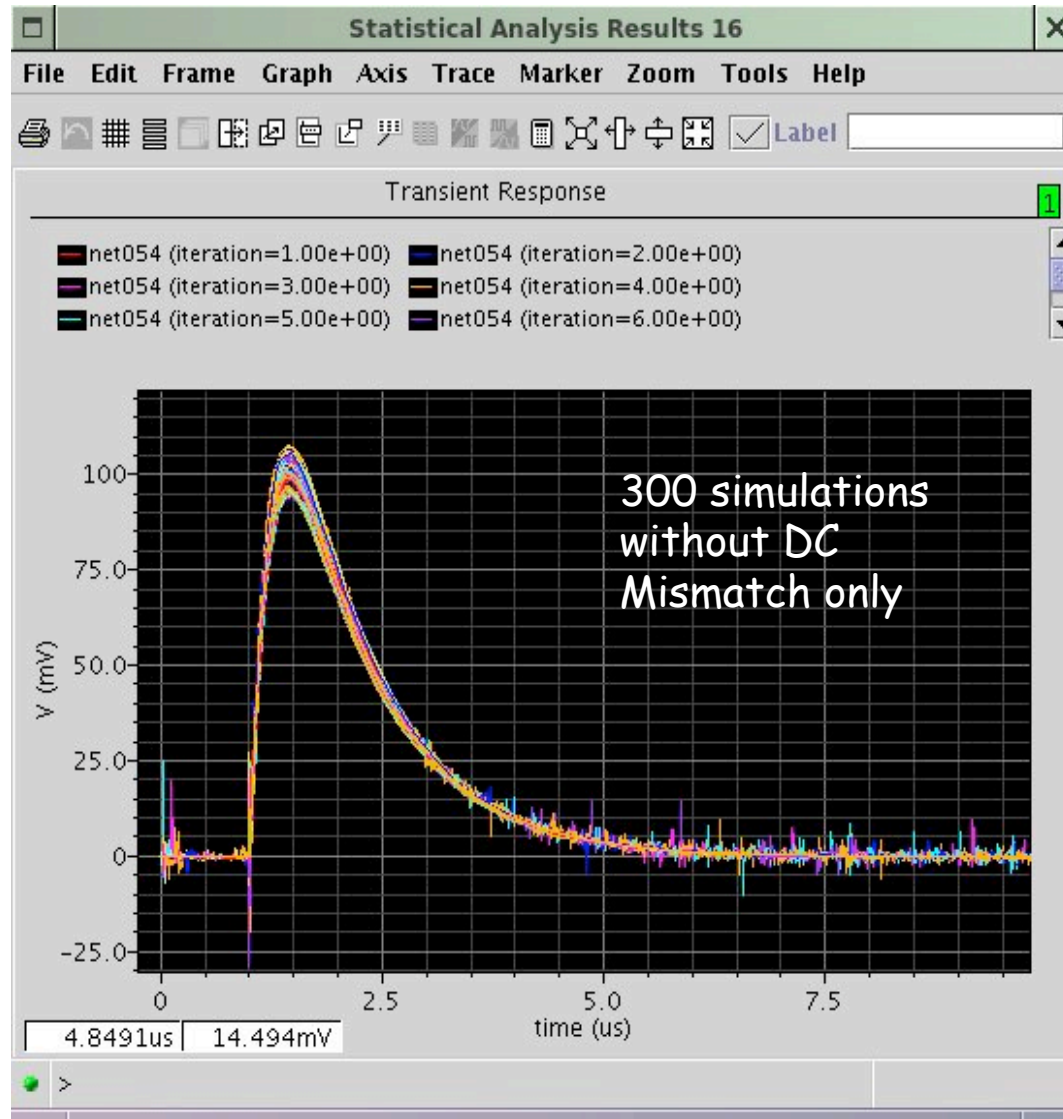 Statistical Analysis Results 16
File Edit Frame Graph Axis Trace Marker Zoom Tools Help
Label
Transient Response
1
net054 (iteration=1.00e+00) net054 (iteration=2.00e+00)
net054 (iteration=3.00e+00) net054 (iteration=4.00e+00)
net054 (iteration=5.00e+00) net054 (iteration=6.00e+00)
300 simulations
without DC
Mismatch only
100
75.0
50.0
25.0
0
-25.0
V (mV)
0 2.5 5.0 7.5
time (us)
4.8491us 14.494mV
>